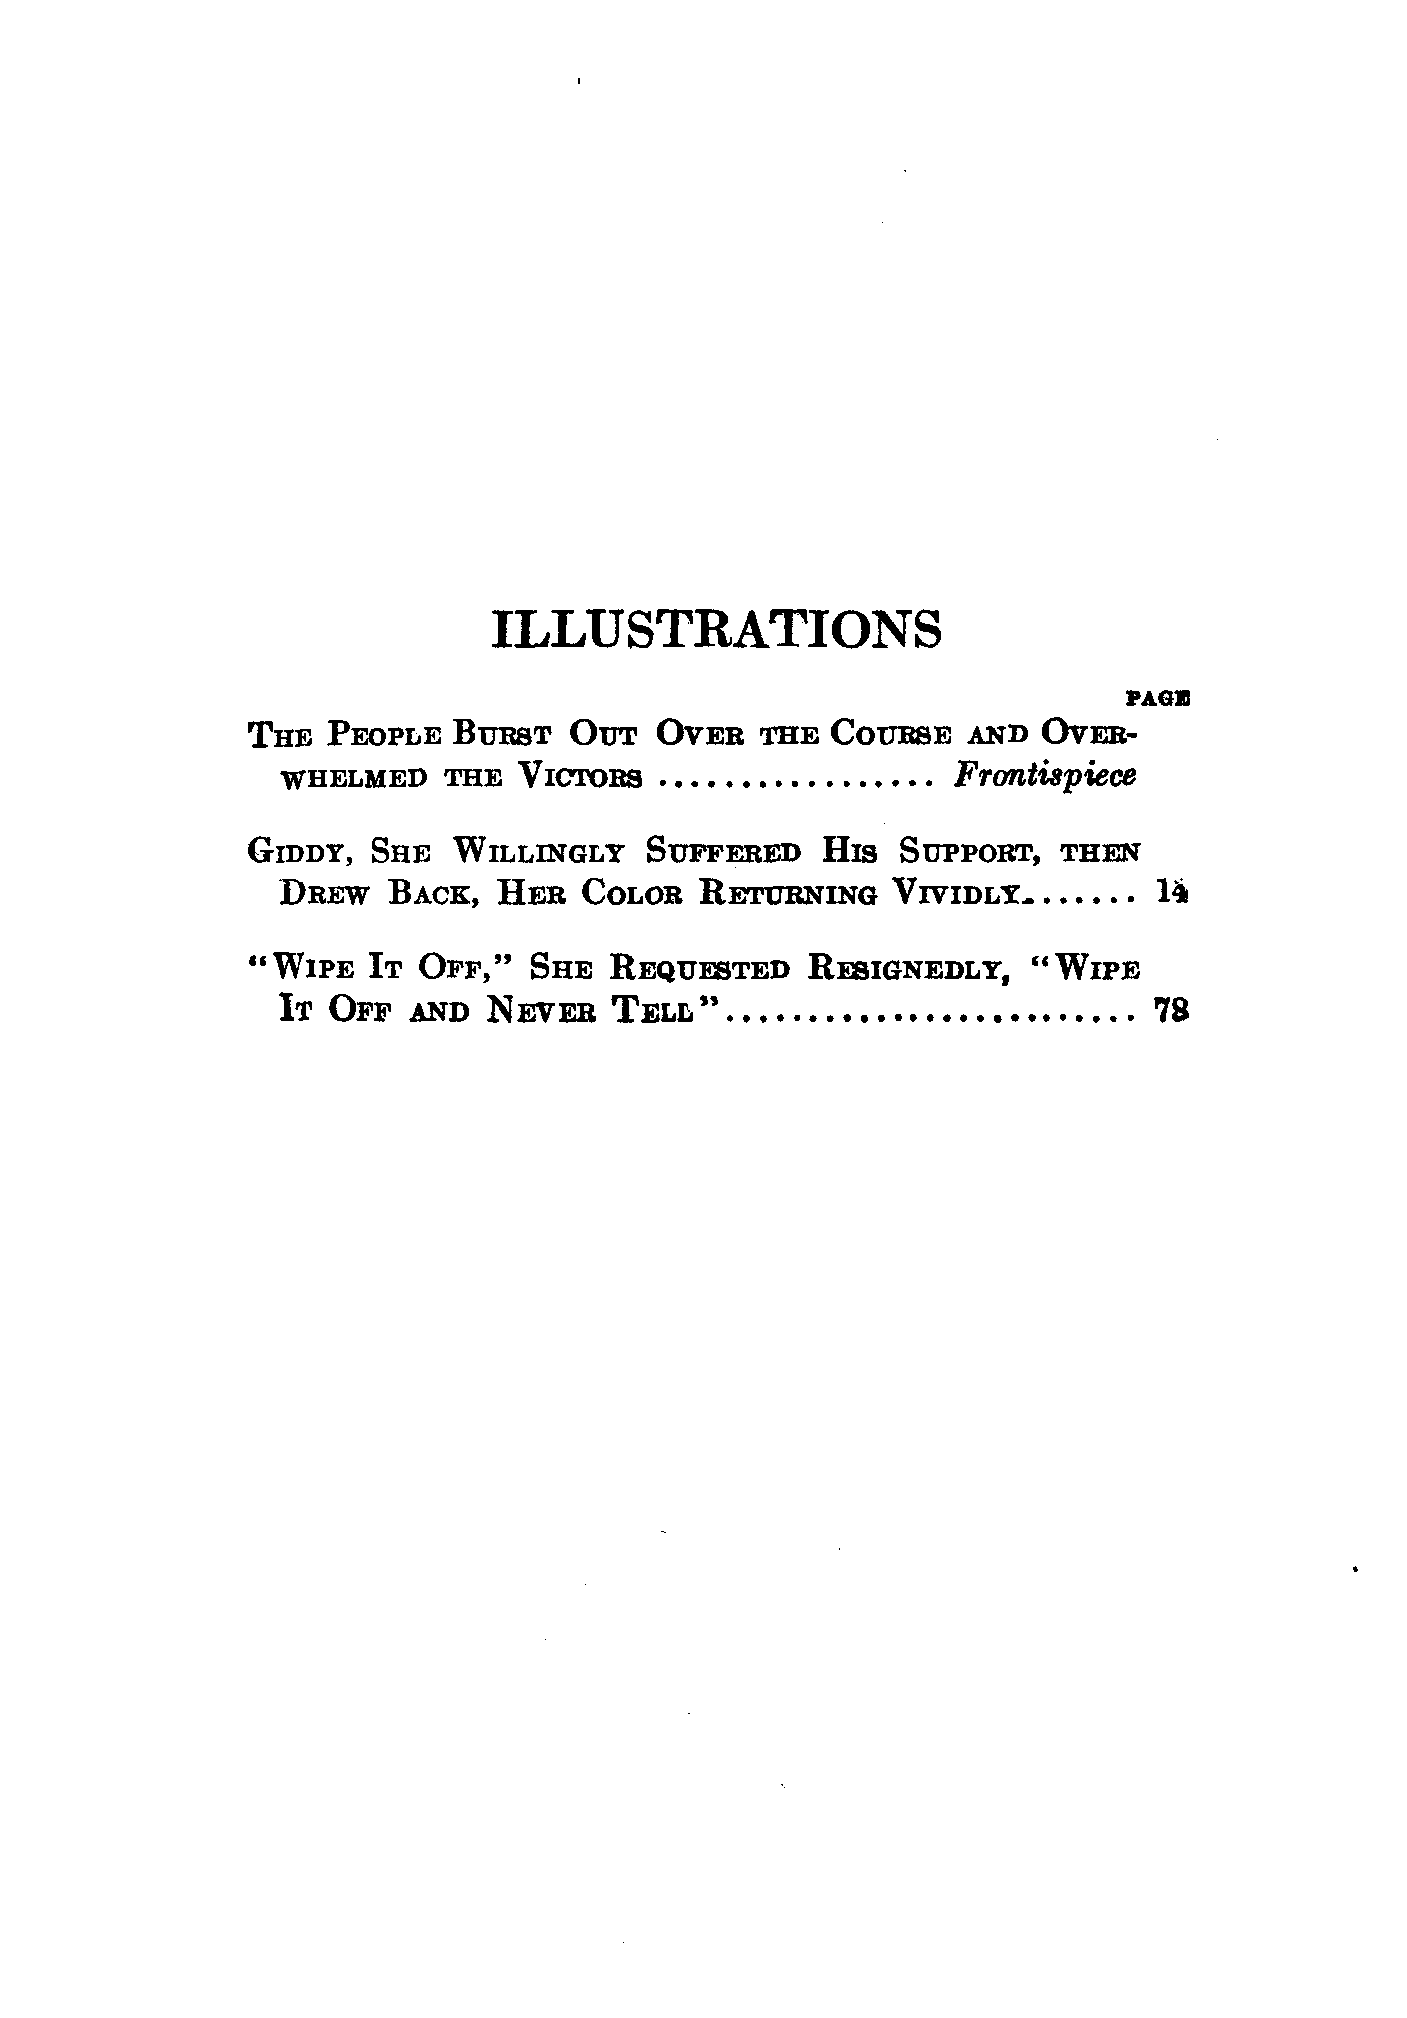 ILLUSTRATIONS
PAGE
THE PEOPLE BURST OUT OVER THE COURSE AND OVER-
WHELMED THE VICTORS ................. Frontispiece
GIDDY, SHE WILLINGLY SUFFERED HIS SUPPORT, THEN
DREW BACK, HER COLOR RETURNING VIVIDLY........ 14
“WIPE IT OFF,” SHE REQUESTED RESIGNEDLY, “WIPE
IT OFF AND NEVER TELL”......................... 78